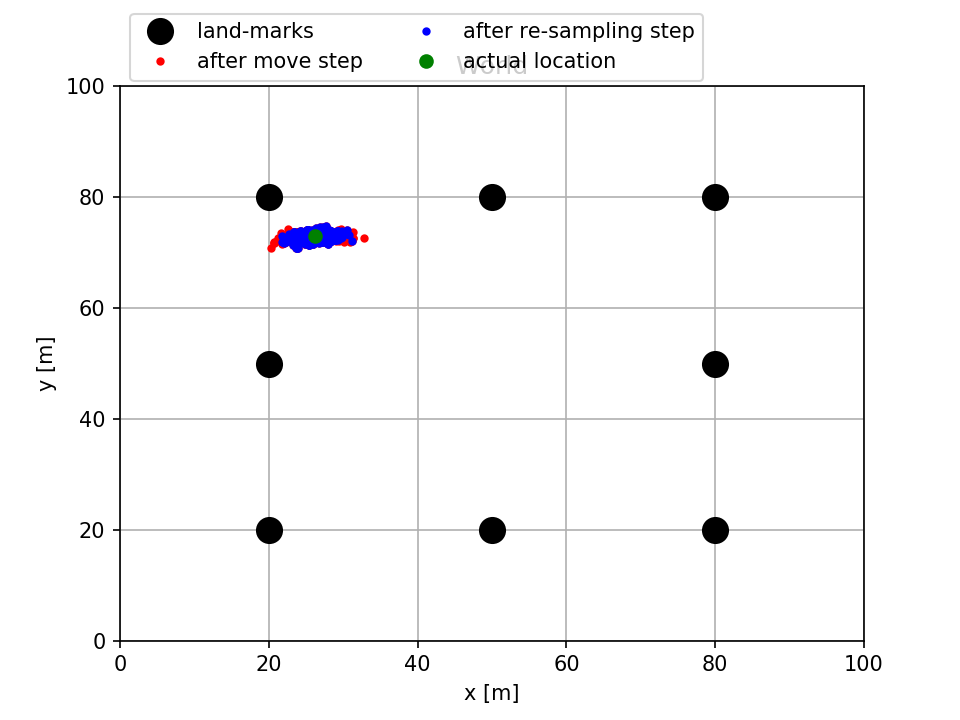 land-marks
after move step
after re-sampling step
actual location
World
100
80
60
40
20
0
y [m]
0 20 40 60 80 100
x [m]